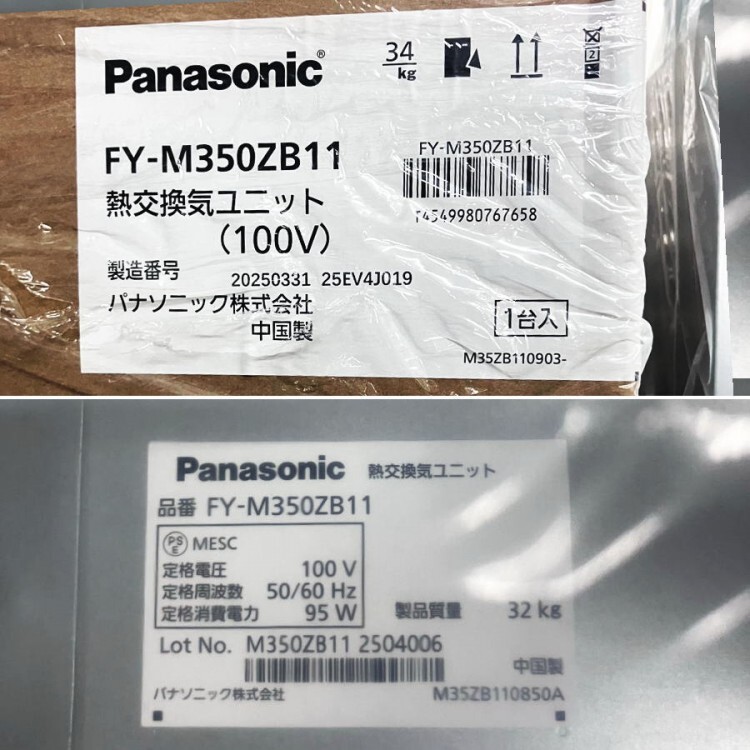 Panasonic®
34
kg
2
FY-M350ZB11
FY-M350ZB11
熱交換気ユニット
(100V)
T4549980767658
製造番号 20250331 25EV4J019
パナソニック株式会社
中国製
1台入
M35ZB110903-
Panasonic 熱交換気ユニット
品番 FY-M350ZB11
PS
E
MESC
定格電圧 100 V
定格周波数 50/60 Hz
定格消費電力 95 W
製品質量 32 kg
Lot No. M350ZB11 2504006
中国製
パナソニック株式会社
M35ZB110850A